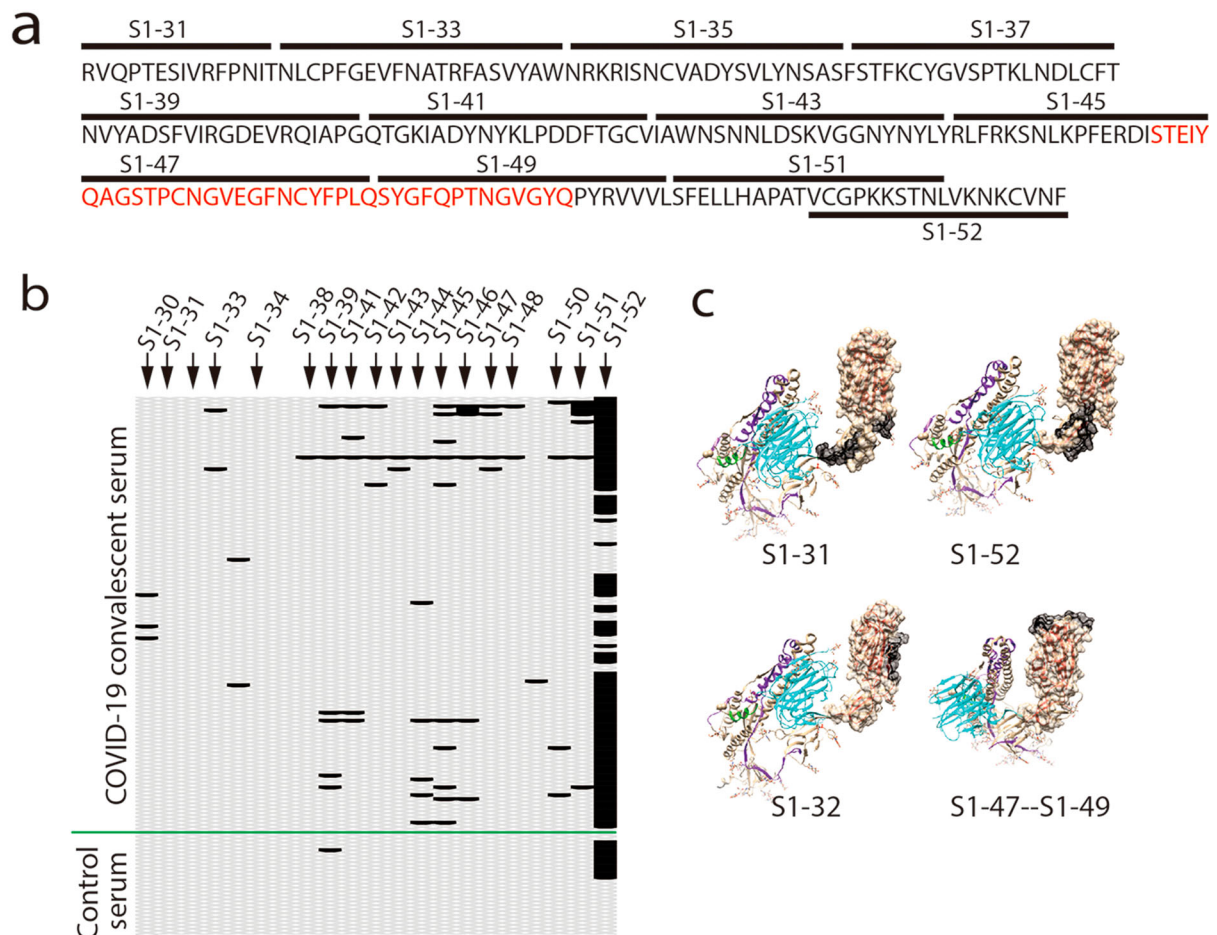 a
S1-31 S1-33 S1-35 S1-37
RVQPTESIVRFPNITNLCPFGEVFNATRFASVYAWNRKRISNCVADYSVLYNSASFSTFKCYGVSPTKLNDLCFT
S1-39 S1-41 S1-43 S1-45
NVYADSFVIRGDEVRQIAPGQTGKIADYNYKLPDDFTGCVIAWNSNNLDSKVGGNYNYLYRLFRKSNLKPFERDISTEIY
S1-47 S1-49 S1-51
QAGSTPCNGVEGFNCYFPLQSYGFQPTNGVGYQPYRVVVLSFELLHAPATVCGPKKSTNLVKNKCVNF
S1-52
b
S1-30 S1-31 S1-33 S1-34 S1-38 S1-39 S1-41 S1-42 S1-43 S1-44 S1-45 S1-46 S1-47 S1-48 S1-50 S1-51 S1-52
COVID-19 convalescent serum
Control
serum
c
S1-31 S1-52
S1-32 S1-47--S1-49